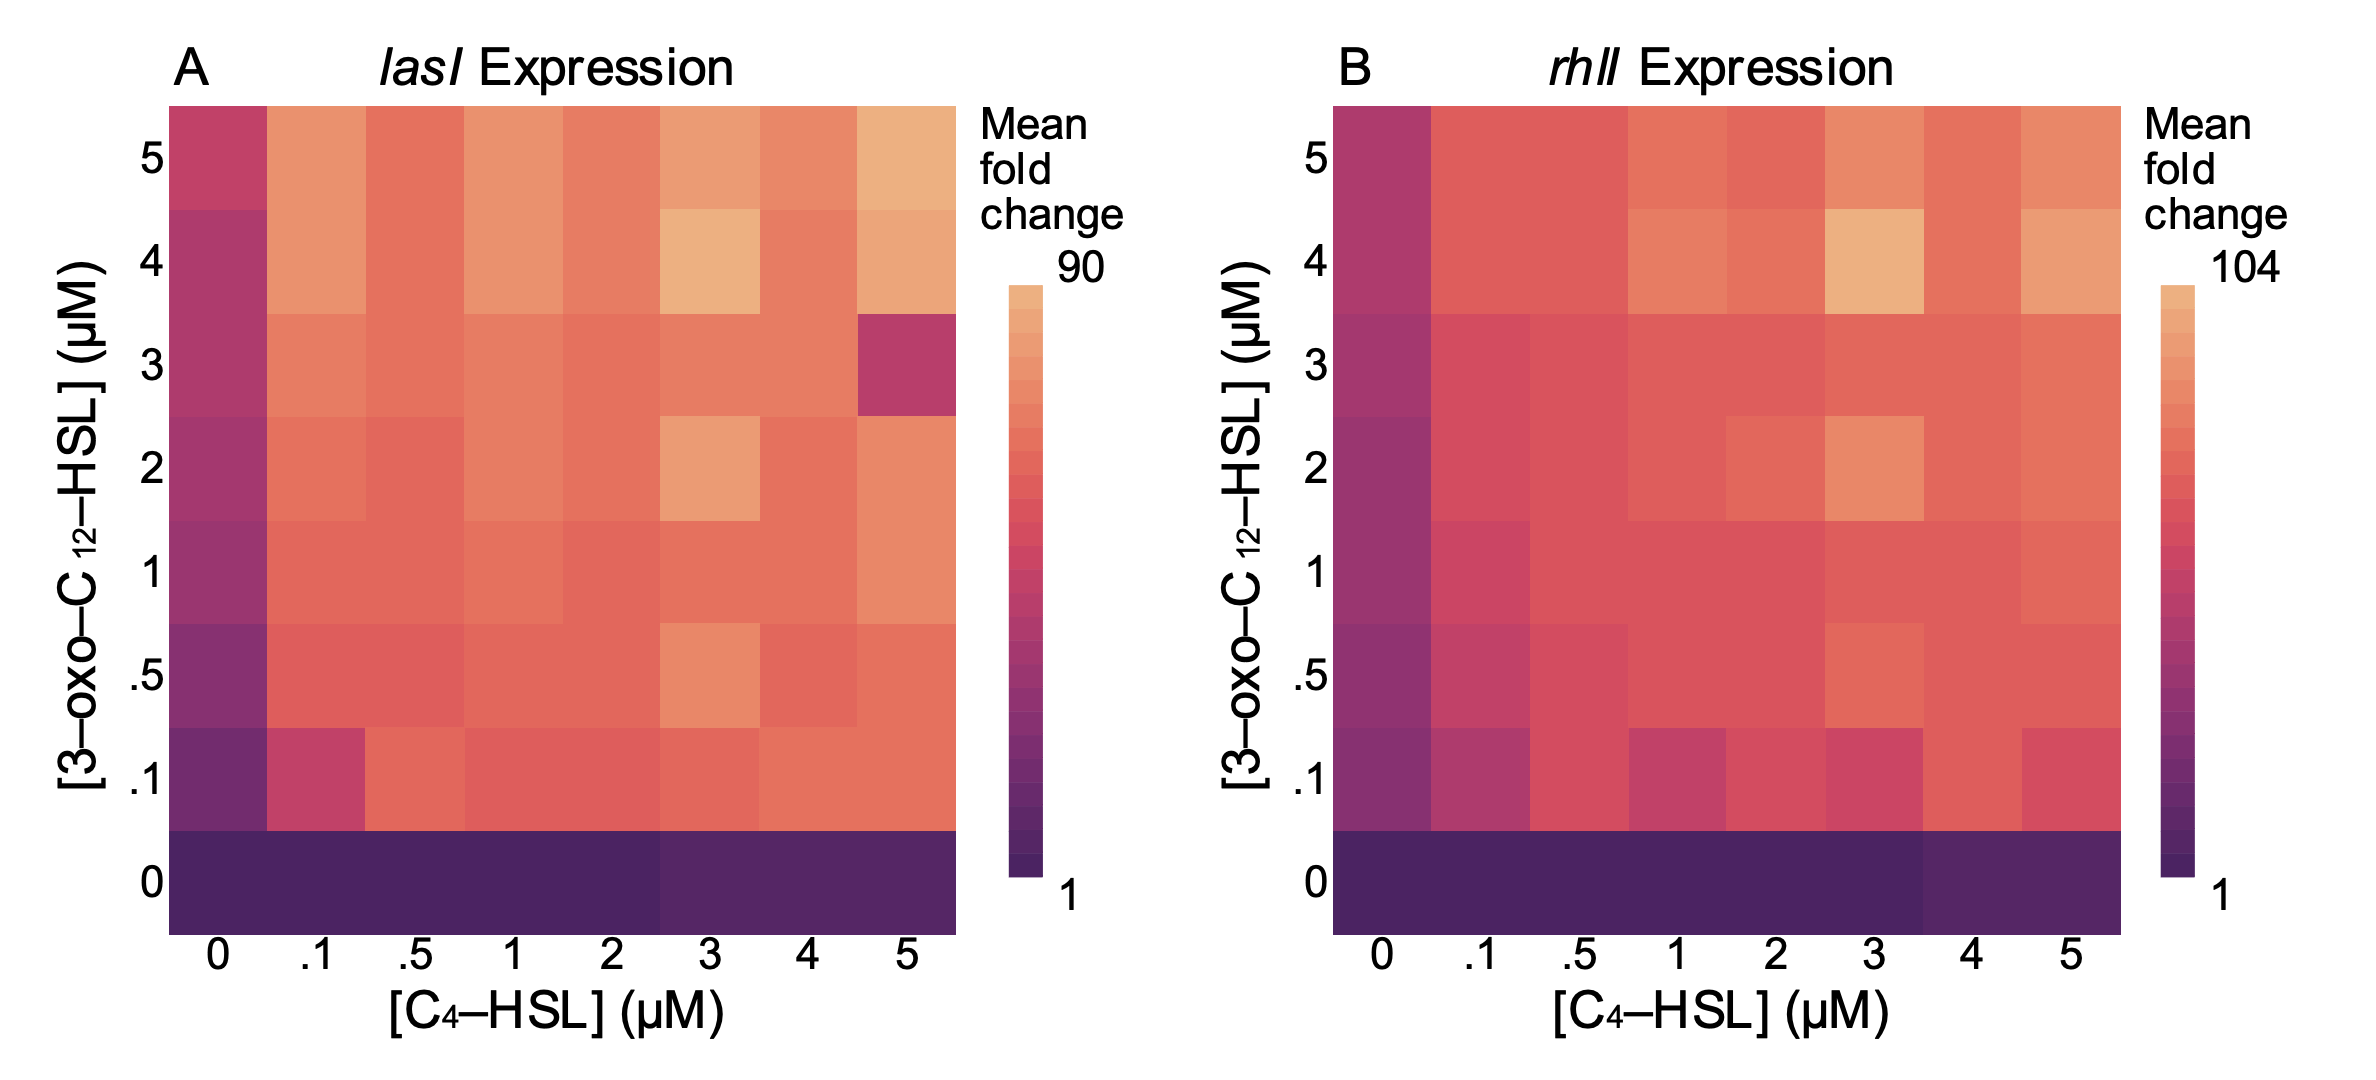 A
lasI Expression
Mean
fold
change
90
1
[3–oxo–C 12–HSL] (µM)
5
4
3
2
1
.5
.1
0
0 .1 .5 1 2 3 4 5
[C4–HSL] (µM)
B
rhlI Expression
Mean
fold
change
104
1
[3–oxo–C 12–HSL] (µM)
5
4
3
2
1
.5
.1
0
0 .1 .5 1 2 3 4 5
[C4–HSL] (µM)